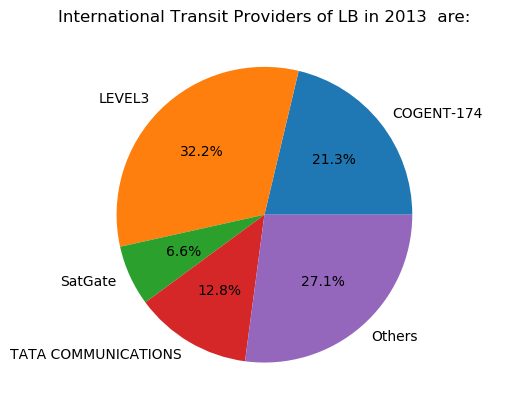 International Transit Providers of LB in 2013  are:
LEVEL3
COGENT-174
32.2%
21.3%
6.6%
SatGate
12.8%
27.1%
Others
TATA COMMUNICATIONS